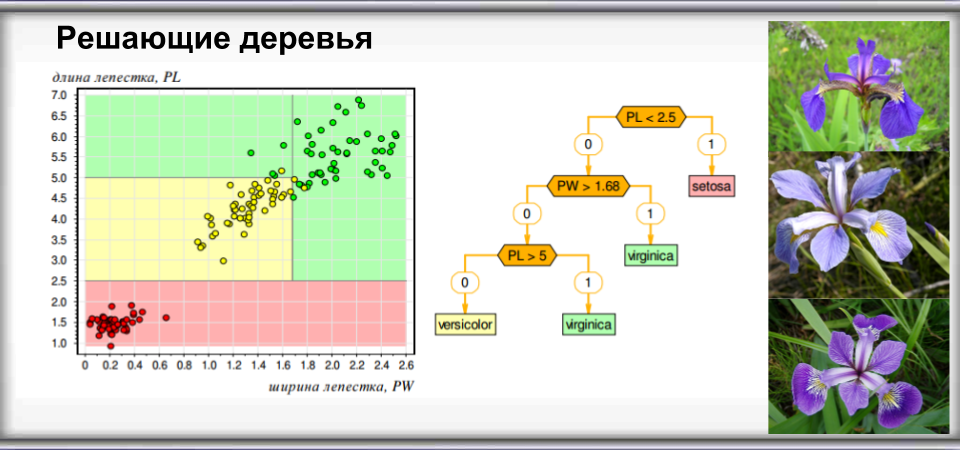 Решающие деревья
длина лепестка, PL
7.0
6.5
6.0
5.5
5.0
4.5
4.0
3.5
3.0
2.5
2.0
1.5
1.0
0 0.2 0.4 0.6 0.8 1.0 1.2 1.4 1.6 1.8 2.0 2.2 2.4 2.6
ширина лепестка, PW
PL < 2.5
0 1
PW > 1.68 setosa
0 1
PL > 5 virginica
0 1
versicolor virginica